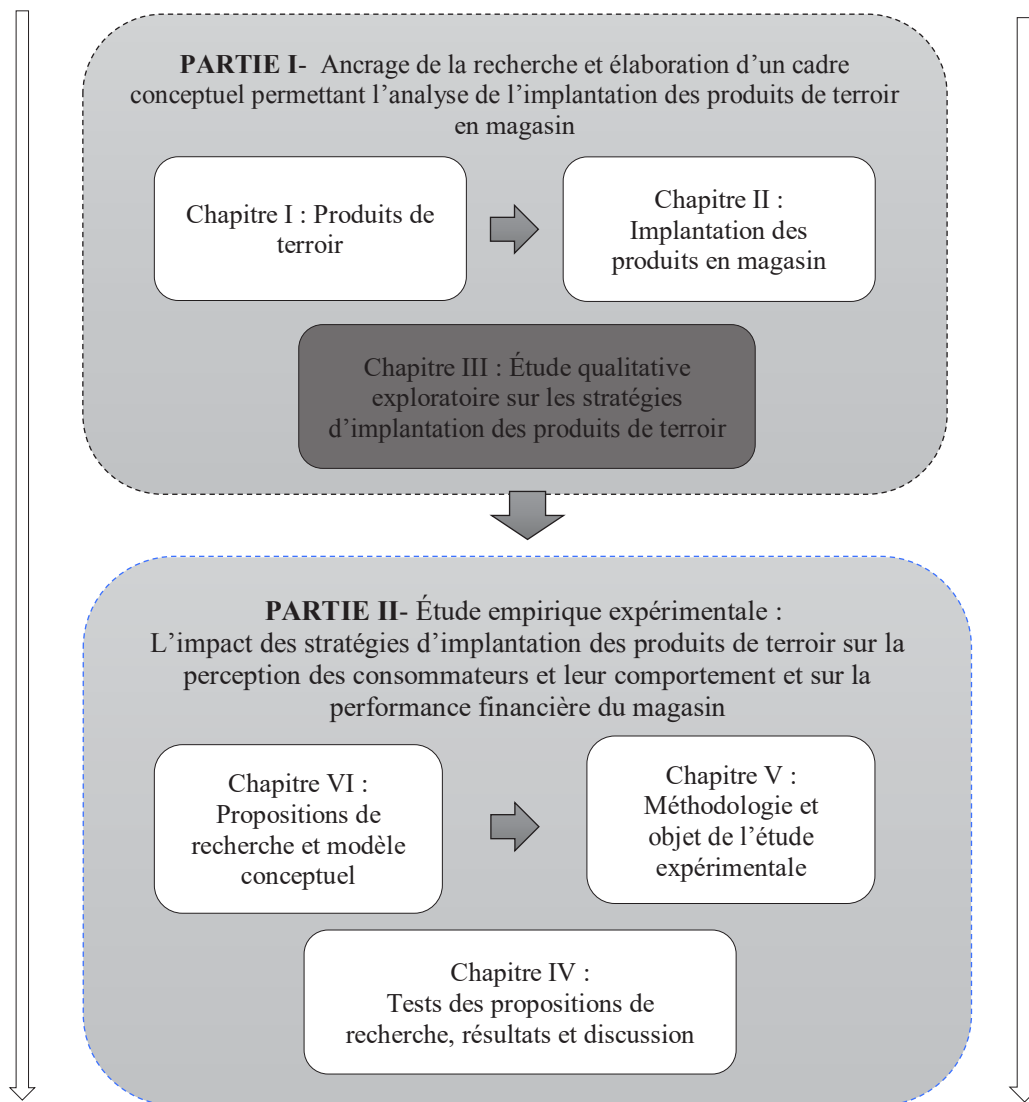 PARTIE I- Ancrage de la recherche et élaboration d’un cadre
conceptuel permettant l’analyse de l’implantation des produits de terroir
en magasin
Chapitre I : Produits de
terroir
Chapitre II :
Implantation des
produits en magasin
Chapitre III : Étude qualitative
exploratoire sur les stratégies
d’implantation des produits de terroir
PARTIE II- Étude empirique expérimentale :
L’impact des stratégies d’implantation des produits de terroir sur la
perception des consommateurs et leur comportement et sur la
performance financière du magasin
Chapitre VI :
Propositions de
recherche et modèle
conceptuel
Chapitre V :
Méthodologie et
objet de l’étude
expérimentale
Chapitre IV :
Tests des propositions de
recherche, résultats et discussion